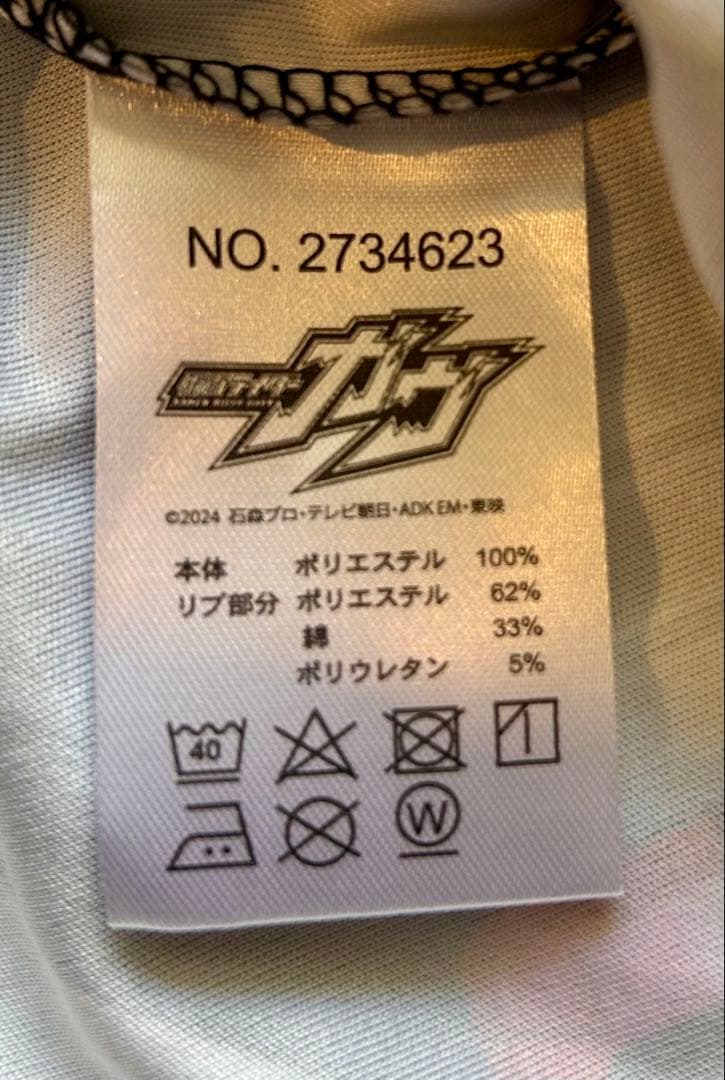 NO. 2734623
仮面ライダー
KAMEN RIDER GAVV
ガヴ
©2024 石森プロ・テレビ朝日・ADK EM・東映
本体 ポリエステル 100%
リブ部分 ポリエステル 62%
綿 33%
ポリウレタン 5%
40
W